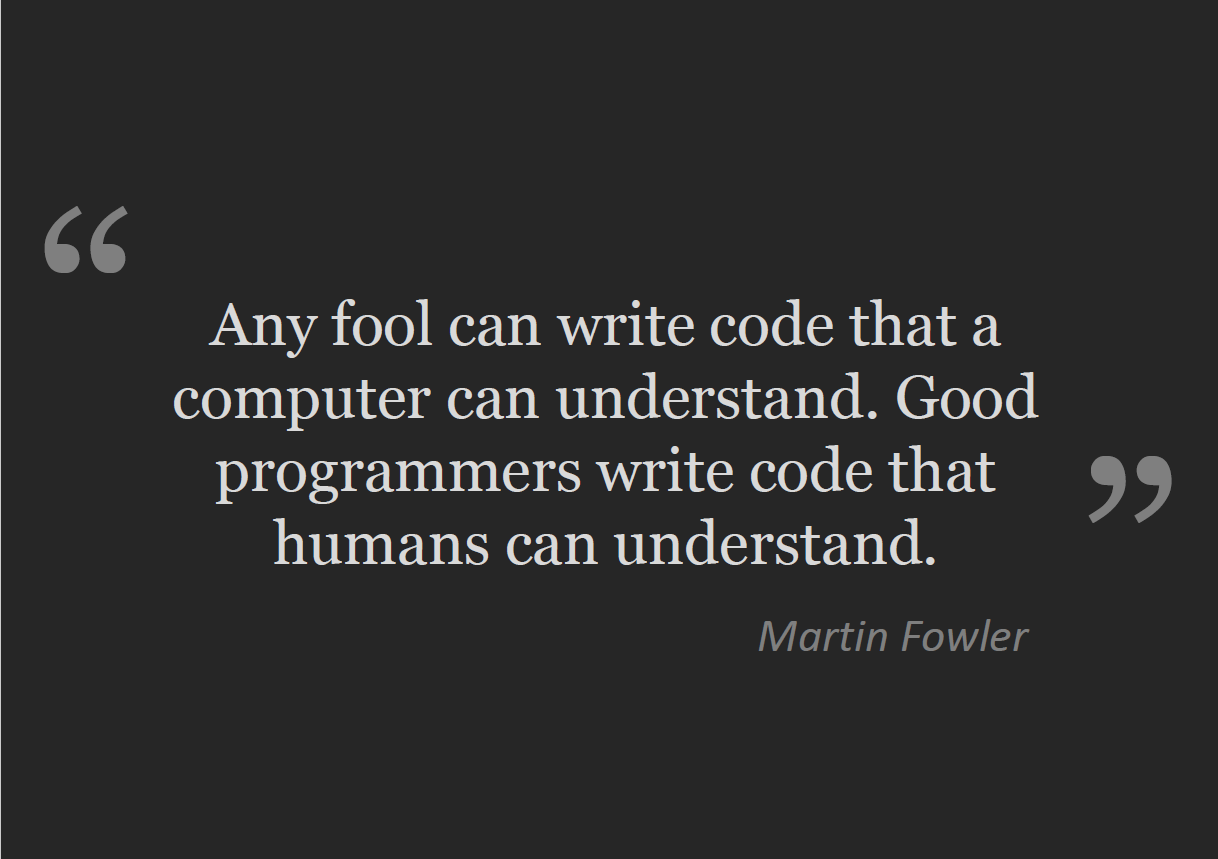 “
Any fool can write code that a
computer can understand. Good
programmers write code that
humans can understand.
”
Martin Fowler